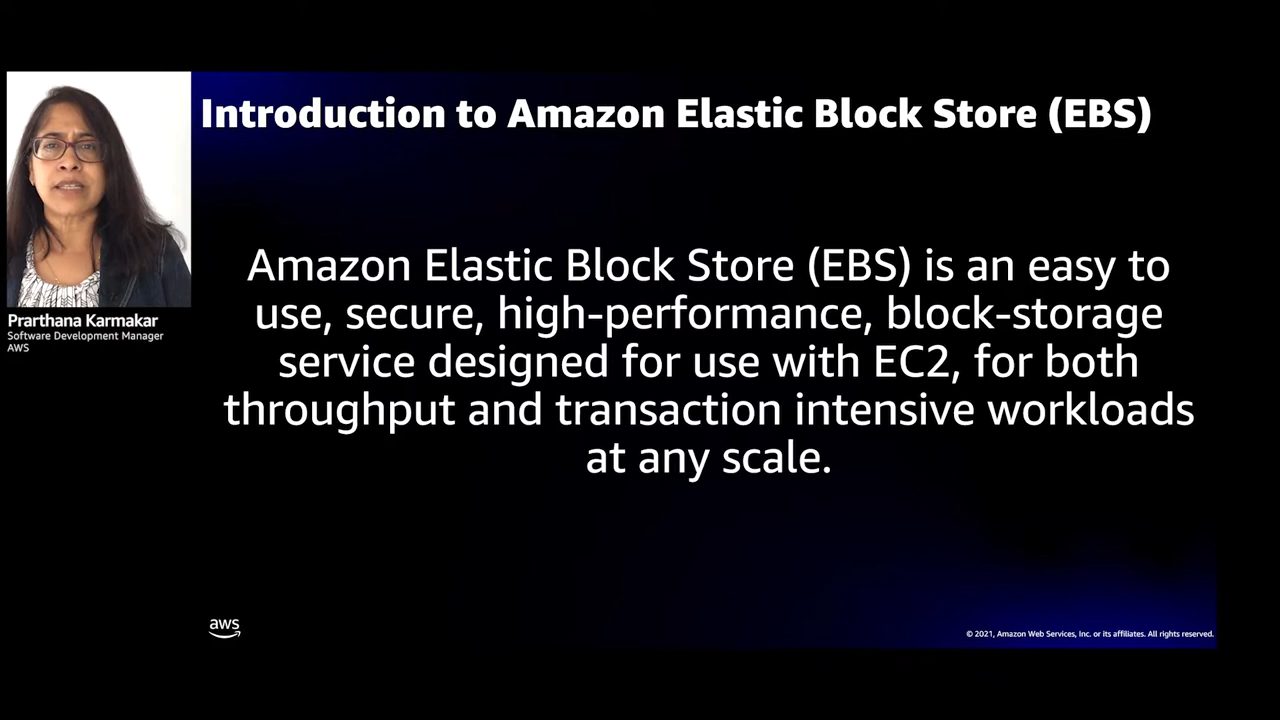 Introduction to Amazon Elastic Block Store (EBS)
Prarthana Karmakar
Software Development Manager
AWS
Amazon Elastic Block Store (EBS) is an easy to
use, secure, high-performance, block-storage
service designed for use with EC2, for both
throughput and transaction intensive workloads
at any scale.
aws
© 2021, Amazon Web Services, Inc. or its affiliates. All rights reserved.